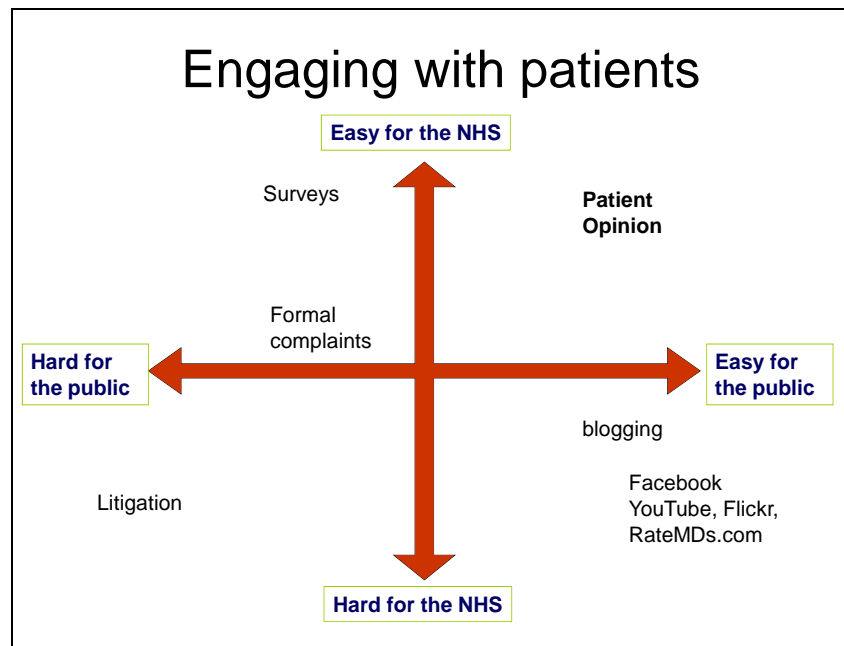 Engaging with patients
Easy for the NHS
Surveys
Patient
Opinion
Formal
complaints
Hard for
the public
Easy for
the public
blogging
Facebook
YouTube, Flickr,
RateMDs.com
Litigation
Hard for the NHS